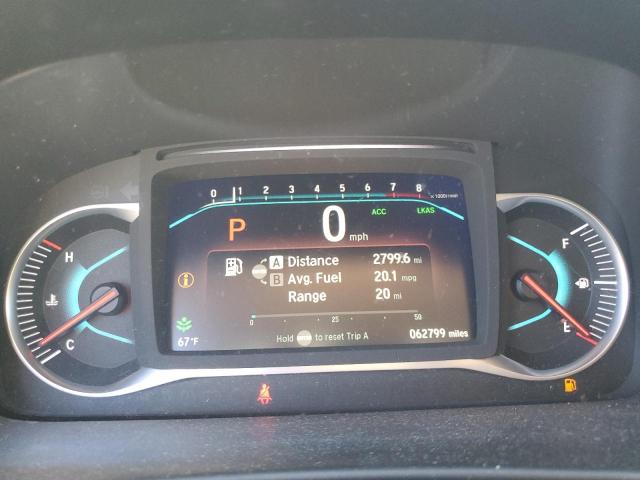 0 1 2 3 4 5 6 7 8 x1000r/min
ACC LKAS
P 0 mph
H F
A Distance 2799.6 mi
B Avg. Fuel 20.1 mpg
Range 20 mi
C E
0 25 50
67°F Hold to reset Trip A 062799 miles